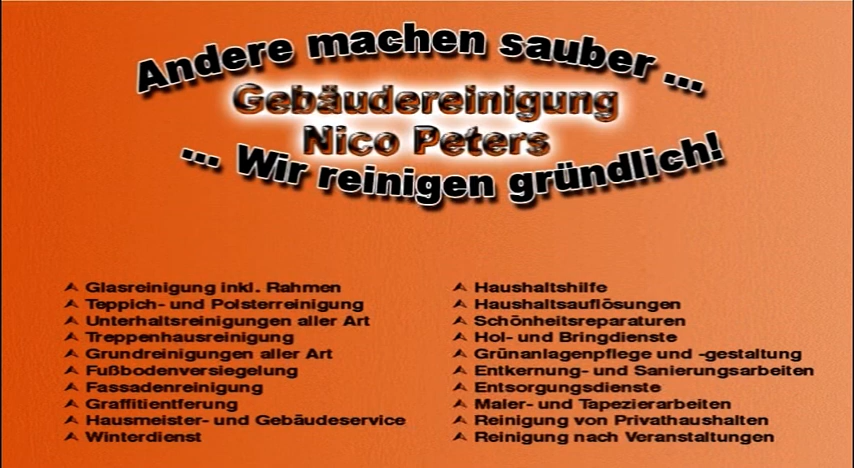 Andere machen sauber ...
Gebäudereinigung
Nico Peters
... Wir reinigen gründlich!
Glasreinigung inkl. Rahmen
Teppich- und Polsterreinigung
Unterhaltsreinigungen aller Art
Treppenhausreinigung
Grundreinigungen aller Art
Fußbodenversiegelung
Fassadenreinigung
Graffitientferung
Hausmeister- und Gebäudeservice
Winterdienst
Haushaltshilfe
Haushaltsauflösungen
Schönheitsreparaturen
Hol- und Bringdienste
Grünanlagenpflege und -gestaltung
Entkernung- und Sanierungsarbeiten
Entsorgungsdienste
Maler- und Tapezierarbeiten
Reinigung von Privathaushalten
Reinigung nach Veranstaltungen